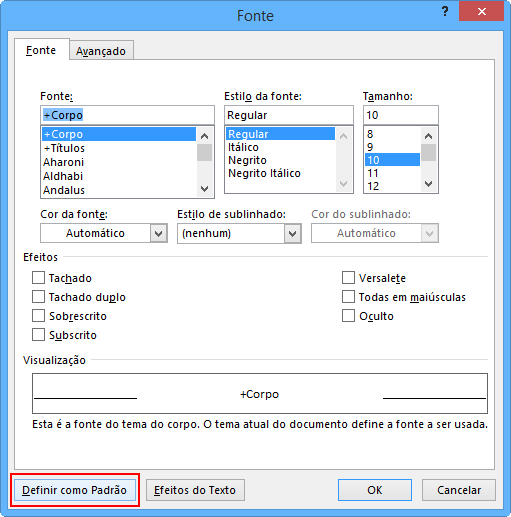 Fonte
? ×
Fonte Avançado
Fonte: Estilo da fonte: Tamanho:
+Corpo Regular 10
+Corpo Regular 8
+Títulos Itálico 9
Aharoni Negrito 10
Aldhabi Negrito Itálico 11
Andalus 12
Cor da fonte: Estilo de sublinhado: Cor do sublinhado:
Automático (nenhum) Automático
Efeitos
Tachado Versalete
Tachado duplo Todas em maiúsculas
Sobrescrito Oculto
Subscrito
Visualização
+Corpo
Esta é a fonte do tema do corpo. O tema atual do documento define a fonte a ser usada.
Definir como Padrão Efeitos do Texto OK Cancelar